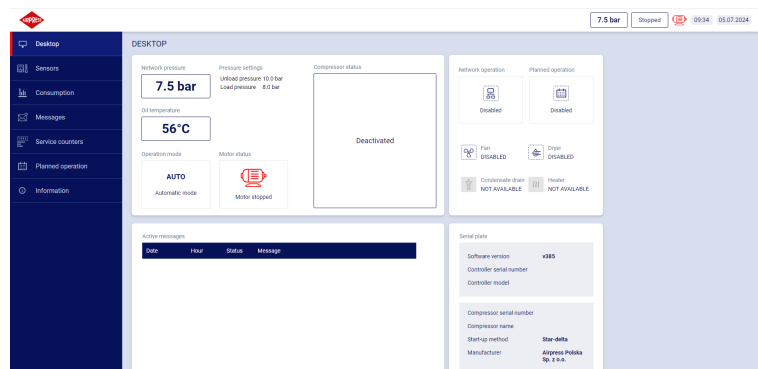 AIRPRESS
7.5 bar
Stopped
09:34
05.07.2024
Desktop
Sensors
Consumption
Messages
Service counters
Planned operation
Information
DESKTOP
Network pressure
7.5 bar
Pressure settings
Unload pressure 10.0 bar
Load pressure 8.0 bar
Oil temperature
56°C
Operation mode
AUTO
Automatic mode
Motor status
Motor stopped
Compressor status
Deactivated
Network operation
Disabled
Planned operation
Disabled
Fan
DISABLED
Dryer
DISABLED
Condensate drain
NOT AVAILABLE
Heater
NOT AVAILABLE
Active messages
Date Hour Status Message
Serial plate
Software version v385
Controller serial number
Controller model
Compressor serial number
Compressor name
Start-up method Star-delta
Manufacturer Airpress Polska
Sp. z o.o.